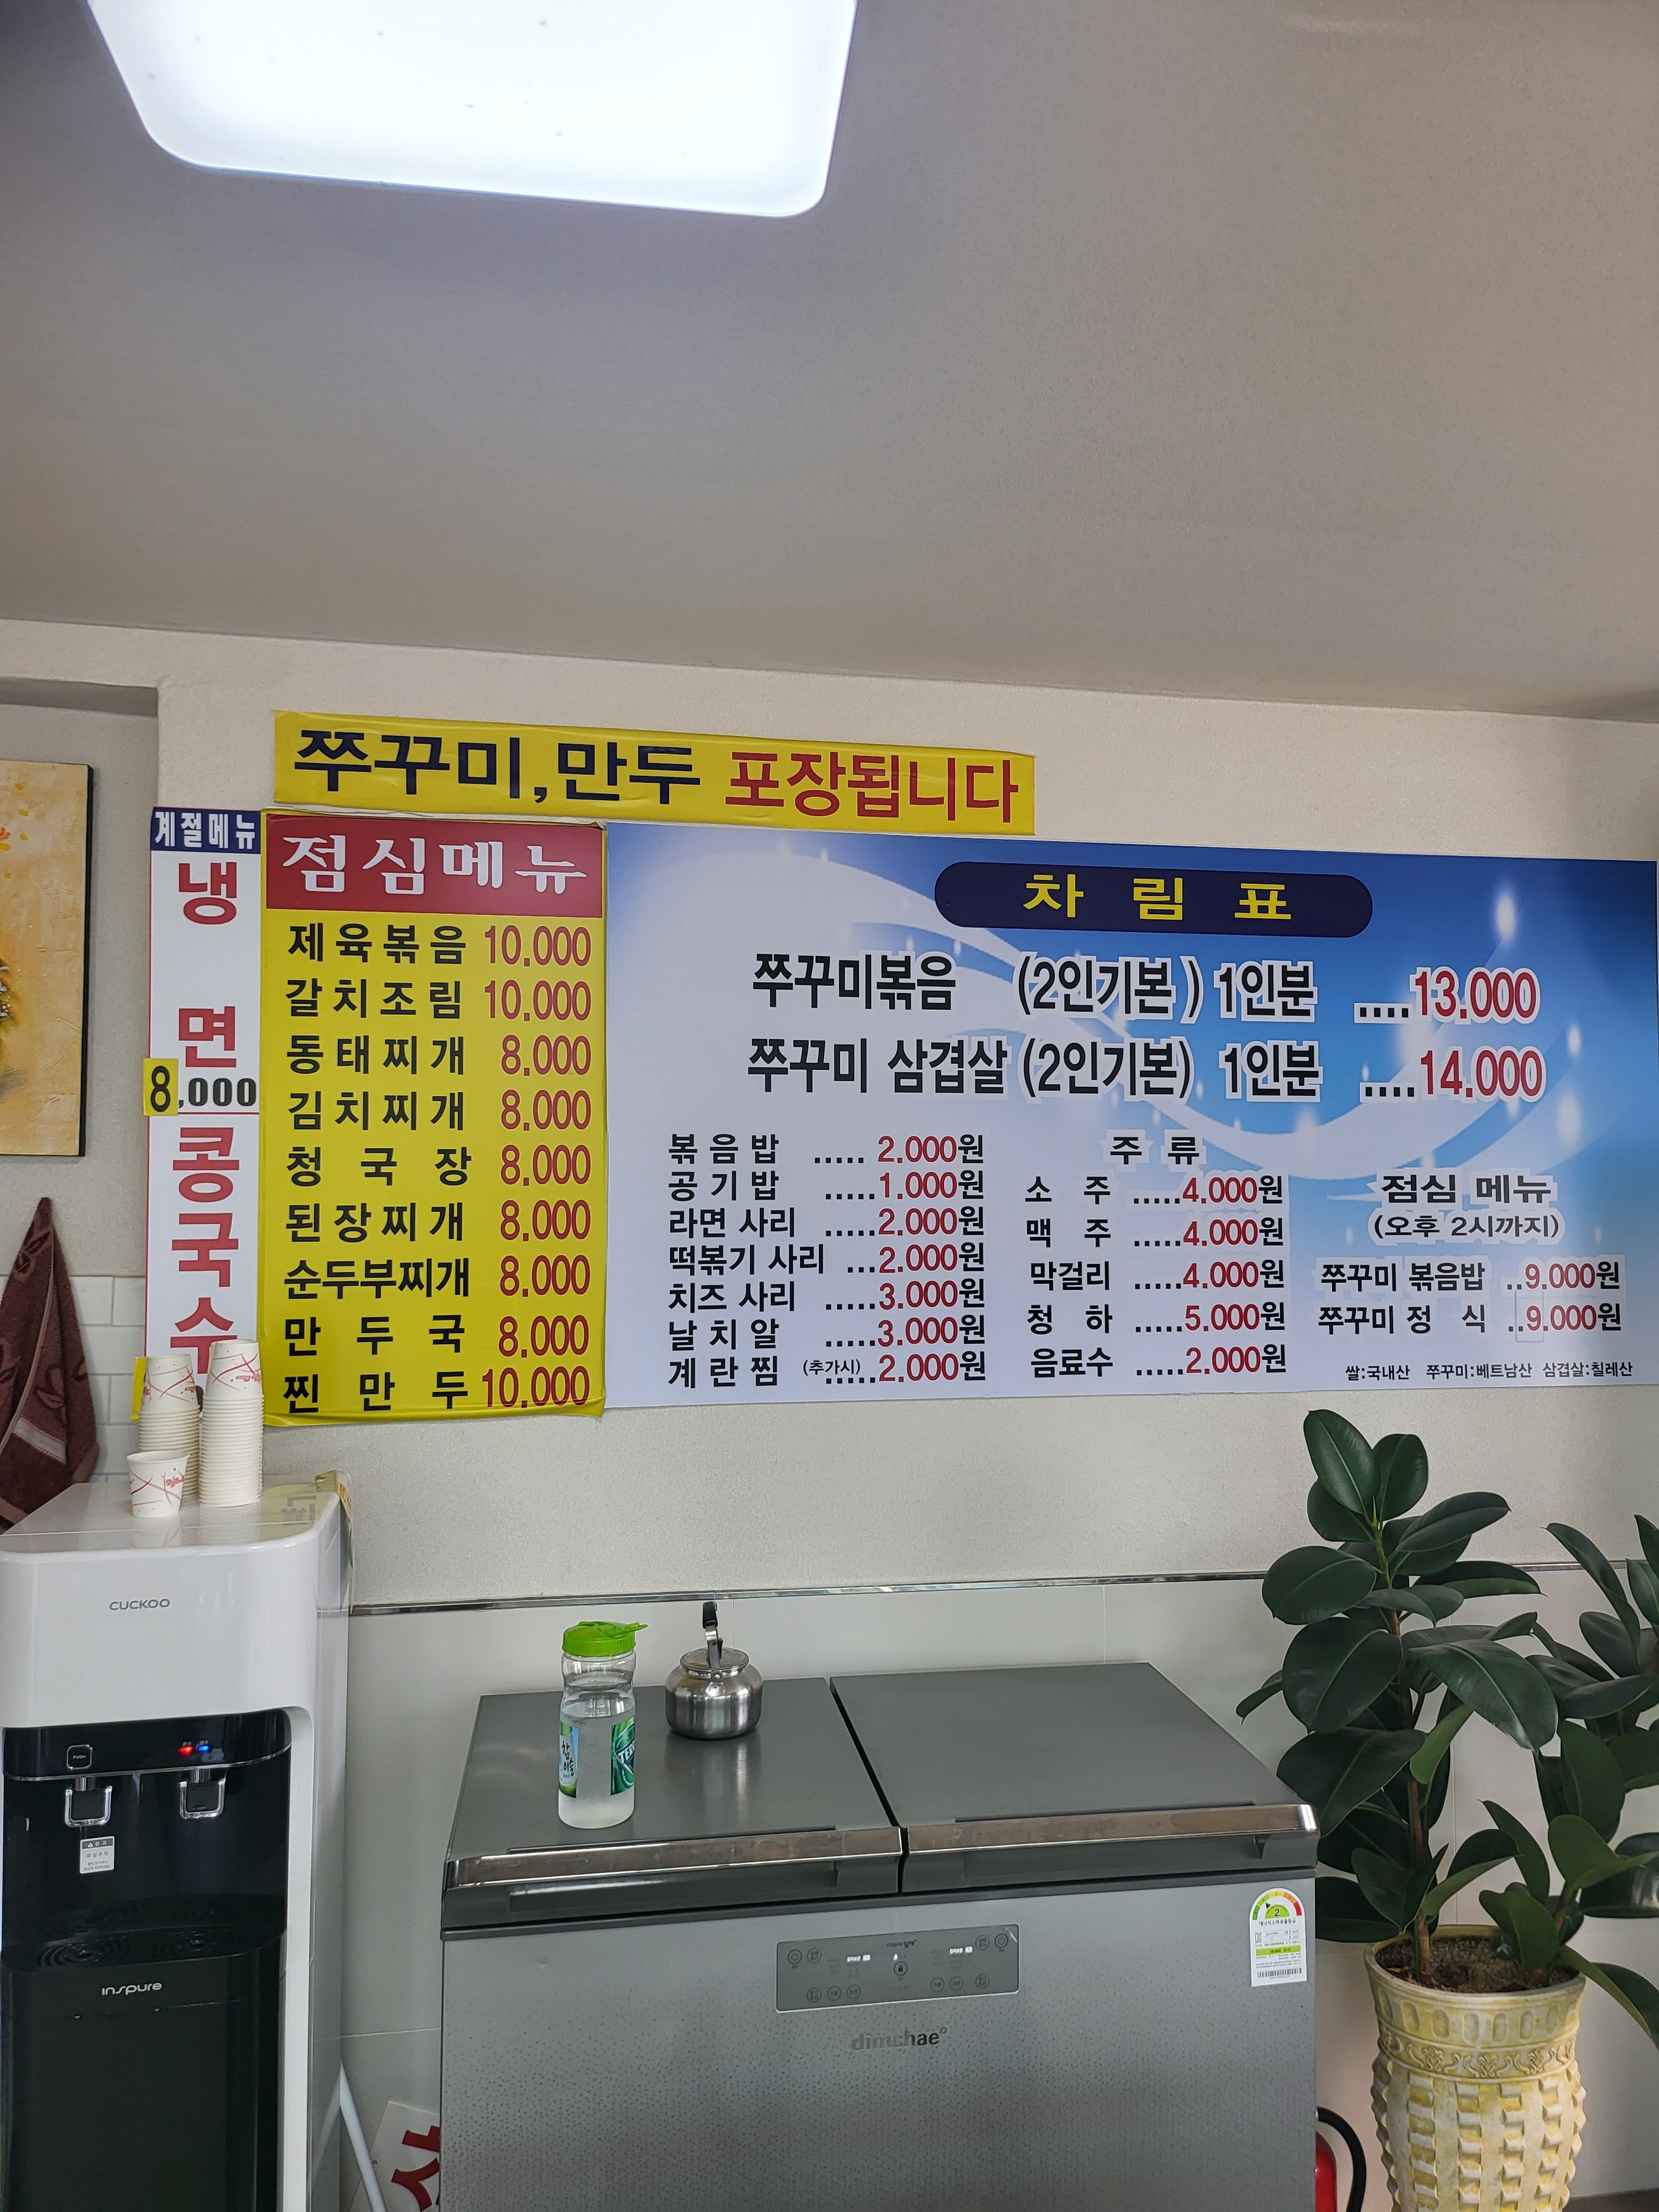 쭈꾸미,만두 포장됩니다
계절메뉴
냉면
8,000
콩국수
점심메뉴
제육볶음 10.000
갈치조림 10.000
동태찌개 8.000
김치찌개 8.000
청국장 8.000
된장찌개 8.000
순두부찌개 8.000
만두국 8.000
찐만두 10.000
차림표
쭈꾸미볶음 (2인기본) 1인분 ....13.000
쭈꾸미 삼겹살 (2인기본) 1인분 ....14.000
볶음밥 ..... 2.000원
공기밥 .....1.000원
라면 사리 .....2.000원
떡볶기 사리 ...2.000원
치즈 사리 .....3.000원
날치알 .....3.000원
계란찜 (추가시) .....2.000원
주류
소주 .....4.000원
맥주 .....4.000원
막걸리 .....4.000원
청하 .....5.000원
음료수 .....2.000원
점심 메뉴
(오후 2시까지)
쭈꾸미 볶음밥 ..9.000원
쭈꾸미 정식 ..9.000원
쌀:국내산 쭈꾸미:베트남산 삼겹살:칠레산
CUCKOO
PUSH
inspure
참이슬
dimchae
2